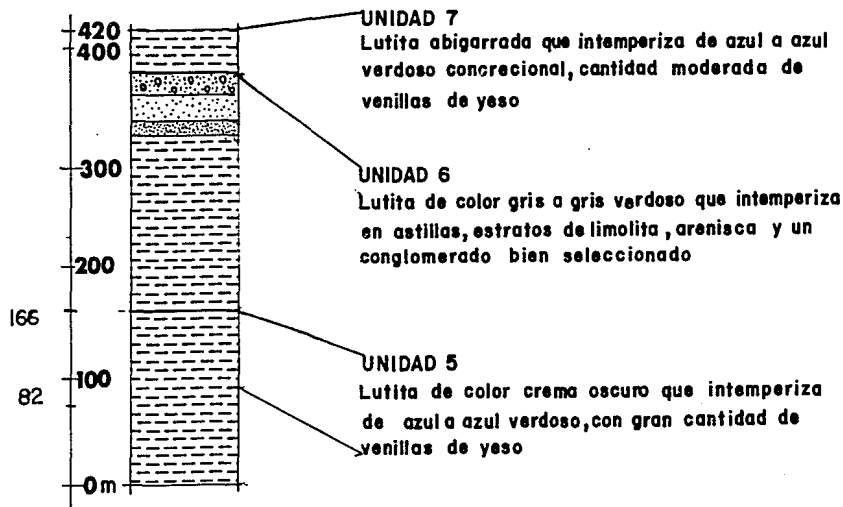 420
400
300
200
166
100
82
0m
UNIDAD 7
Lutita abigarrada que intemperiza de azul a azul
verdoso concrecional, cantidad moderada de
venillas de yeso
UNIDAD 6
Lutita de color gris a gris verdoso que intemperiza
en astillas, estratos de limolita, arenisca y un
conglomerado bien seleccionado
UNIDAD 5
Lutita de color crema oscuro que intemperiza
de azul a azul verdoso, con gran cantidad de
venillas de yeso